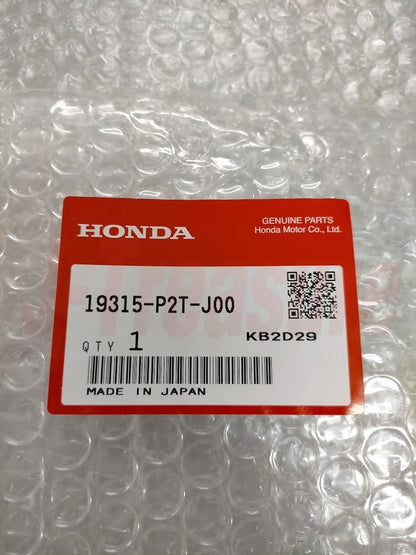 HONDA
GENUINE PARTS
Honda Motor Co., Ltd.
19315-P2T-J00
QTY 1
KB2D29
MADE IN JAPAN